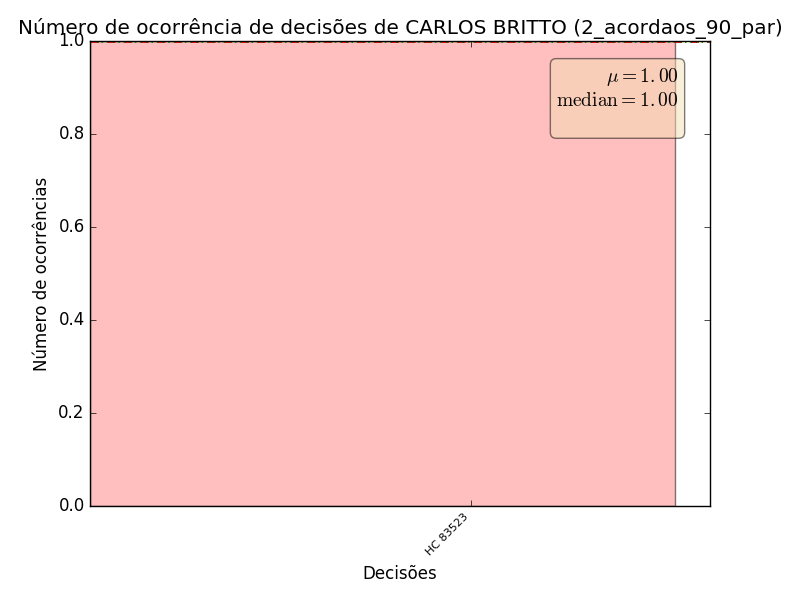 Número de ocorrência de decisões de CARLOS BRITTO (2_acordaos_90_par)
1.0
0.8
0.6
0.4
0.2
0.0
μ = 1.00
median = 1.00
Número de ocorrências
HC 83523
Decisões